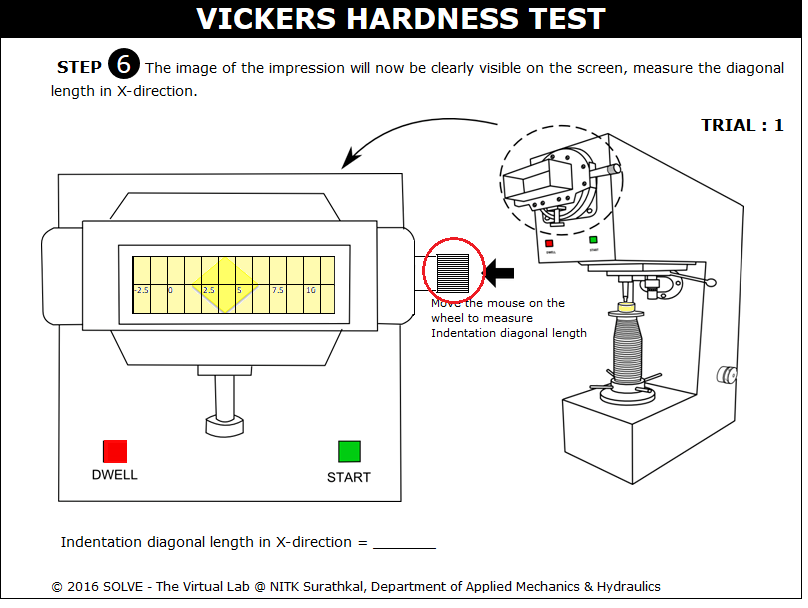 VICKERS HARDNESS TEST
STEP 6 The image of the impression will now be clearly visible on the screen, measure the diagonal
length in X-direction.
TRIAL : 1
-2.5 0 2.5 5 7.5 10
Move the mouse on the
wheel to measure
Indentation diagonal length
DWELL START
DWELL START
Indentation diagonal length in X-direction = ________
© 2016 SOLVE - The Virtual Lab @ NITK Surathkal, Department of Applied Mechanics & Hydraulics